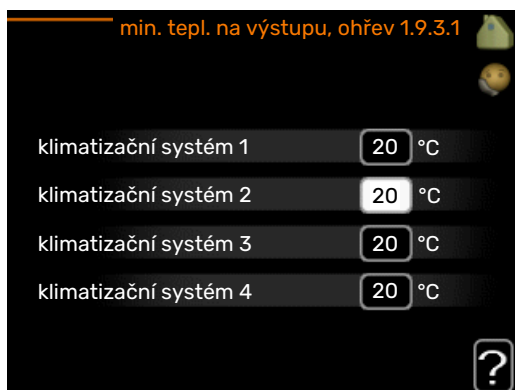 min. tepl. na výstupu, ohřev 1.9.3.1
klimatizační systém 1 20 °C
klimatizační systém 2 20 °C
klimatizační systém 3 20 °C
klimatizační systém 4 20 °C
?